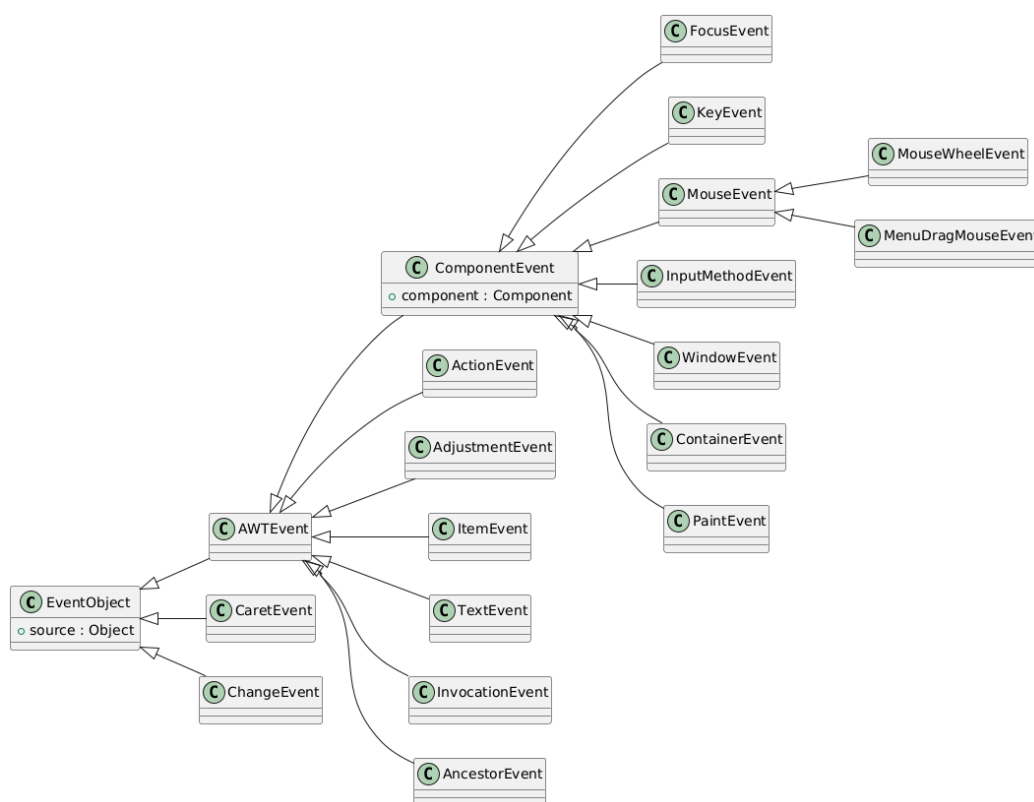 FocusEvent
KeyEvent
MouseWheelEvent
MouseEvent
MenuDragMouseEvent
ComponentEvent
component : Component
InputMethodEvent
WindowEvent
ActionEvent
ContainerEvent
AdjustmentEvent
PaintEvent
AWTEvent
ItemEvent
EventObject
source : Object
CaretEvent
TextEvent
ChangeEvent
InvocationEvent
AncestorEvent